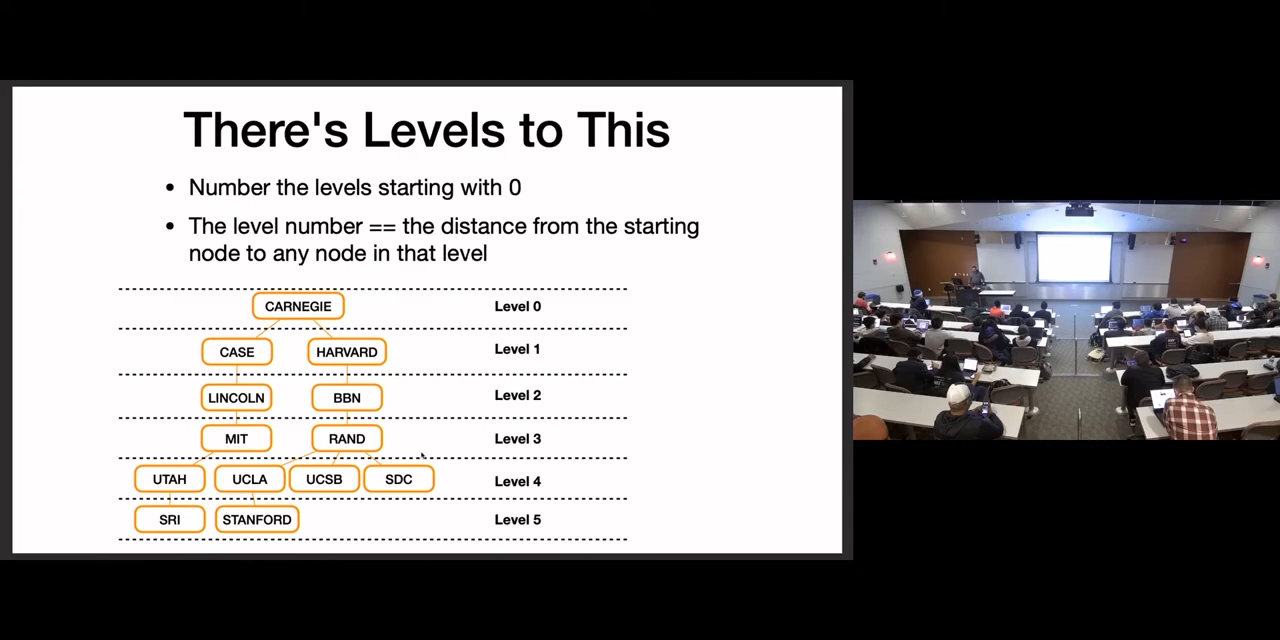 There's Levels to This
• Number the levels starting with 0
• The level number == the distance from the starting
node to any node in that level
CARNEGIE Level 0
CASE HARVARD Level 1
LINCOLN BBN Level 2
MIT RAND Level 3
UTAH UCLA UCSB SDC Level 4
SRI STANFORD Level 5